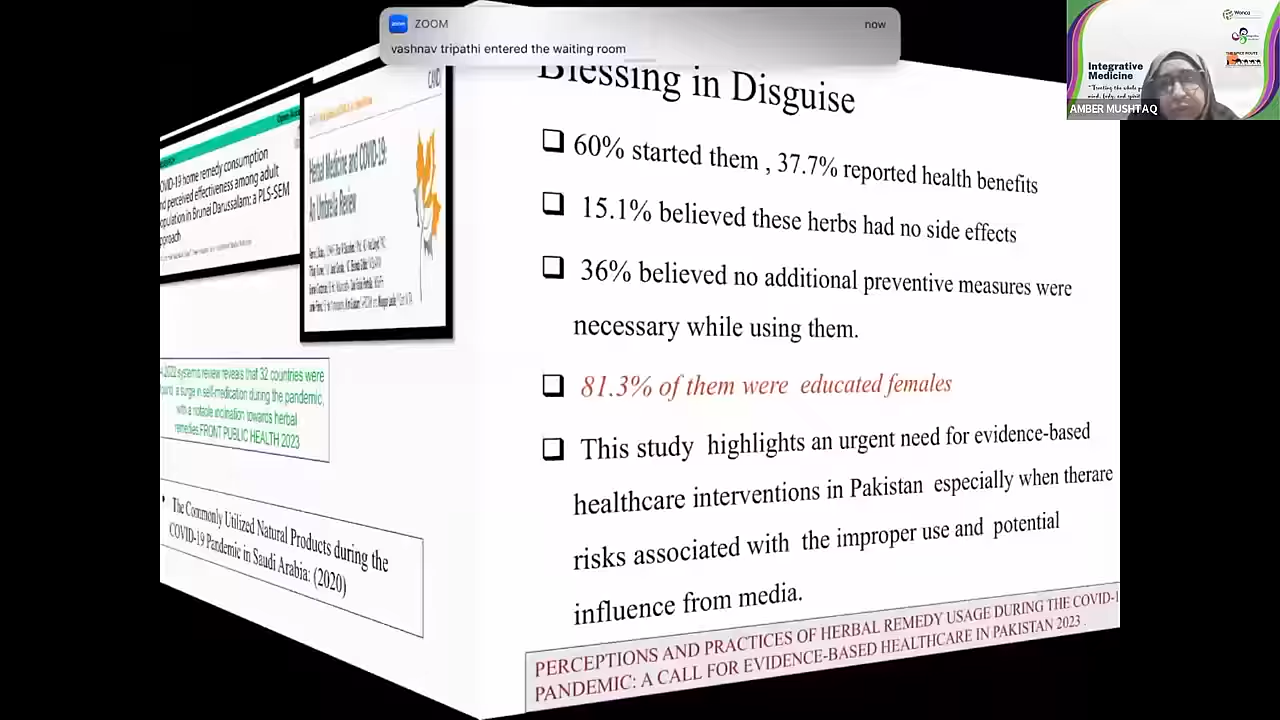 ZOOM
now
vashnav tripathi entered the waiting room
Integrative
Medicine
AMBER MUSHTAQ
Blessing in Disguise
60% started them , 37.7% reported health benefits
15.1% believed these herbs had no side effects
36% believed no additional preventive measures were
necessary while using them.
81.3% of them were educated females
This study highlights an urgent need for evidence-based
healthcare interventions in Pakistan especially when therare
risks associated with the improper use and potential
influence from media.
PERCEPTIONS AND PRACTICES OF HERBAL REMEDY USAGE DURING THE COVID-1
PANDEMIC: A CALL FOR EVIDENCE-BASED HEALTHCARE IN PAKISTAN 2023 .
OVID-19 home remedy consumption
nd perceived effectiveness among adult
opulation in Brunei Darussalam: a PLS-SEM
pproach
Herbal Medicine and COVID-19:
An Umbrella Review
2022 systemic review reveals that 32 countries were
a surge in self-medication during the pandemic,
with a notable inclination towards herbal
remedies.FRONT PUBLIC HEALTH 2023
The Commonly Utilized Natural Products during the
COVID-19 Pandemic in Saudi Arabia: (2020)